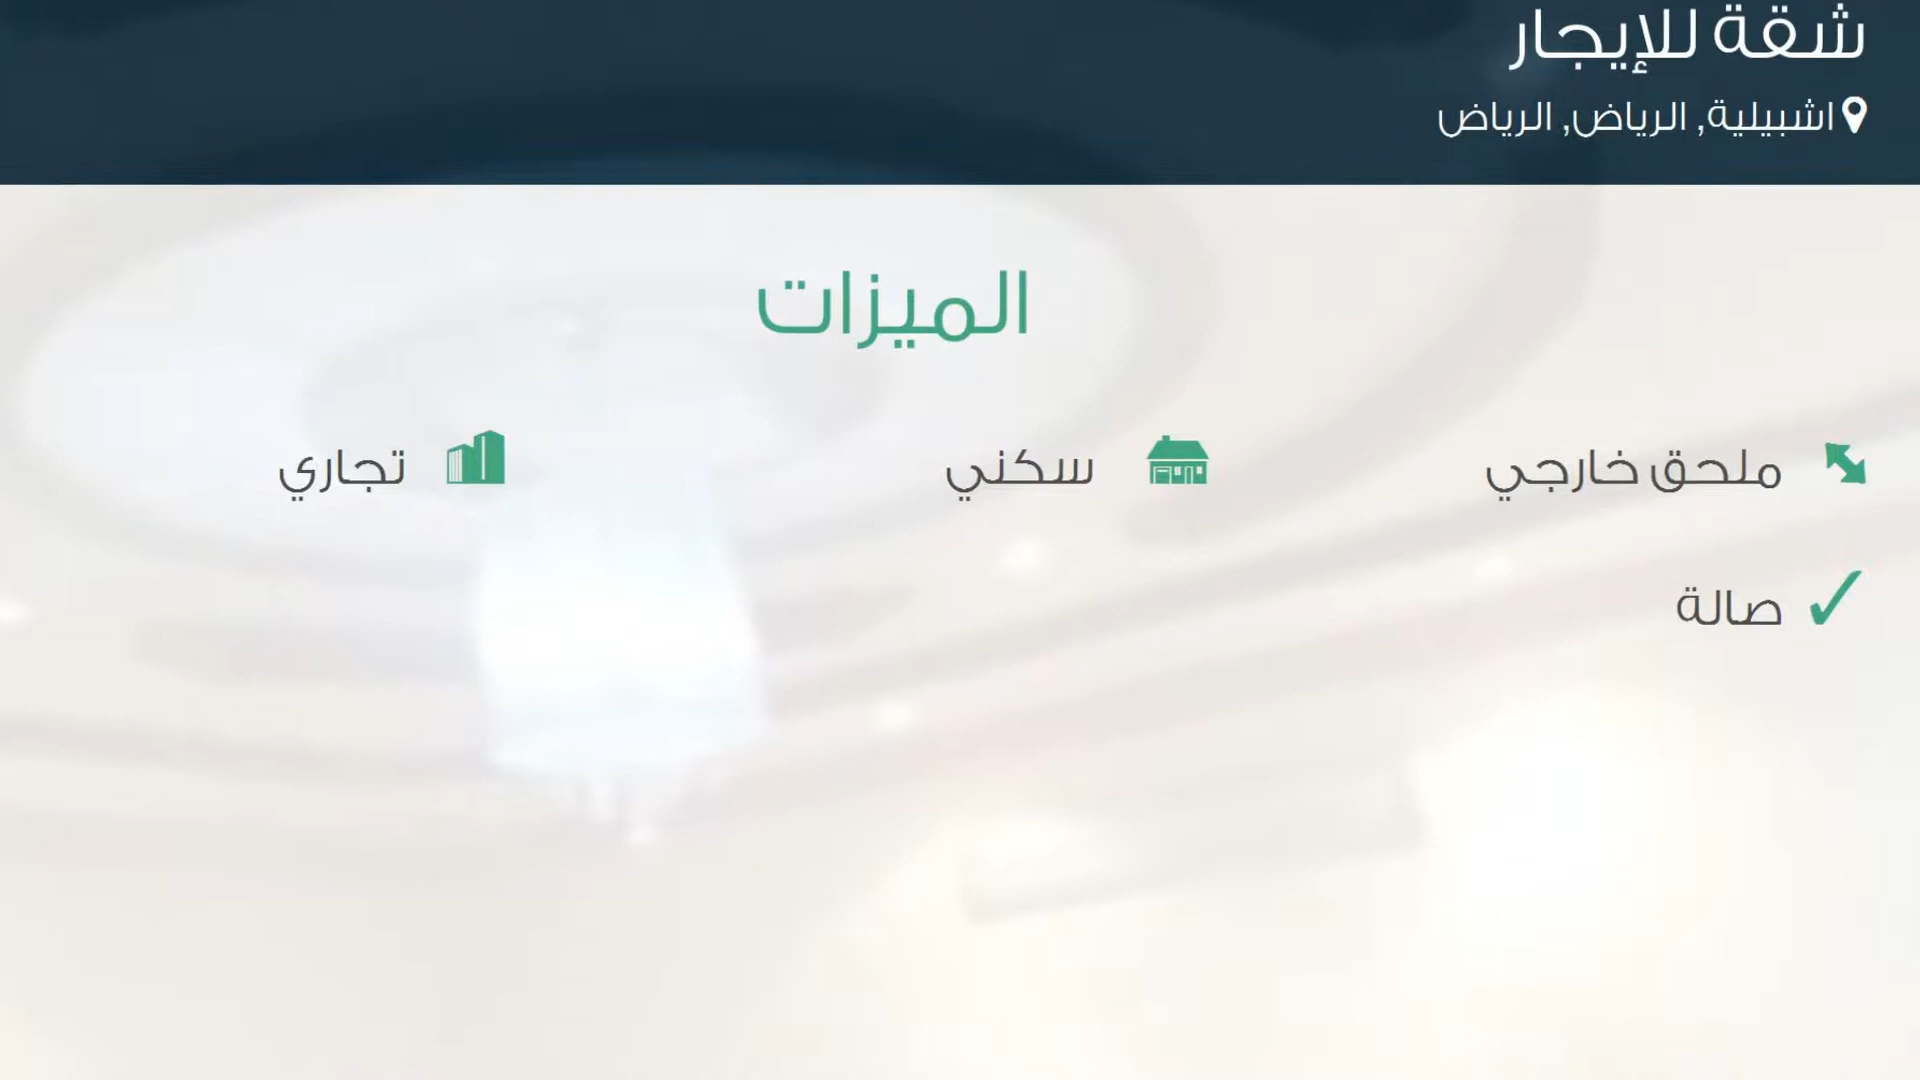 شقة للإيجار
اشبيلية, الرياض, الرياض
الميزات
ملحق خارجي
سكني
تجاري
صالة